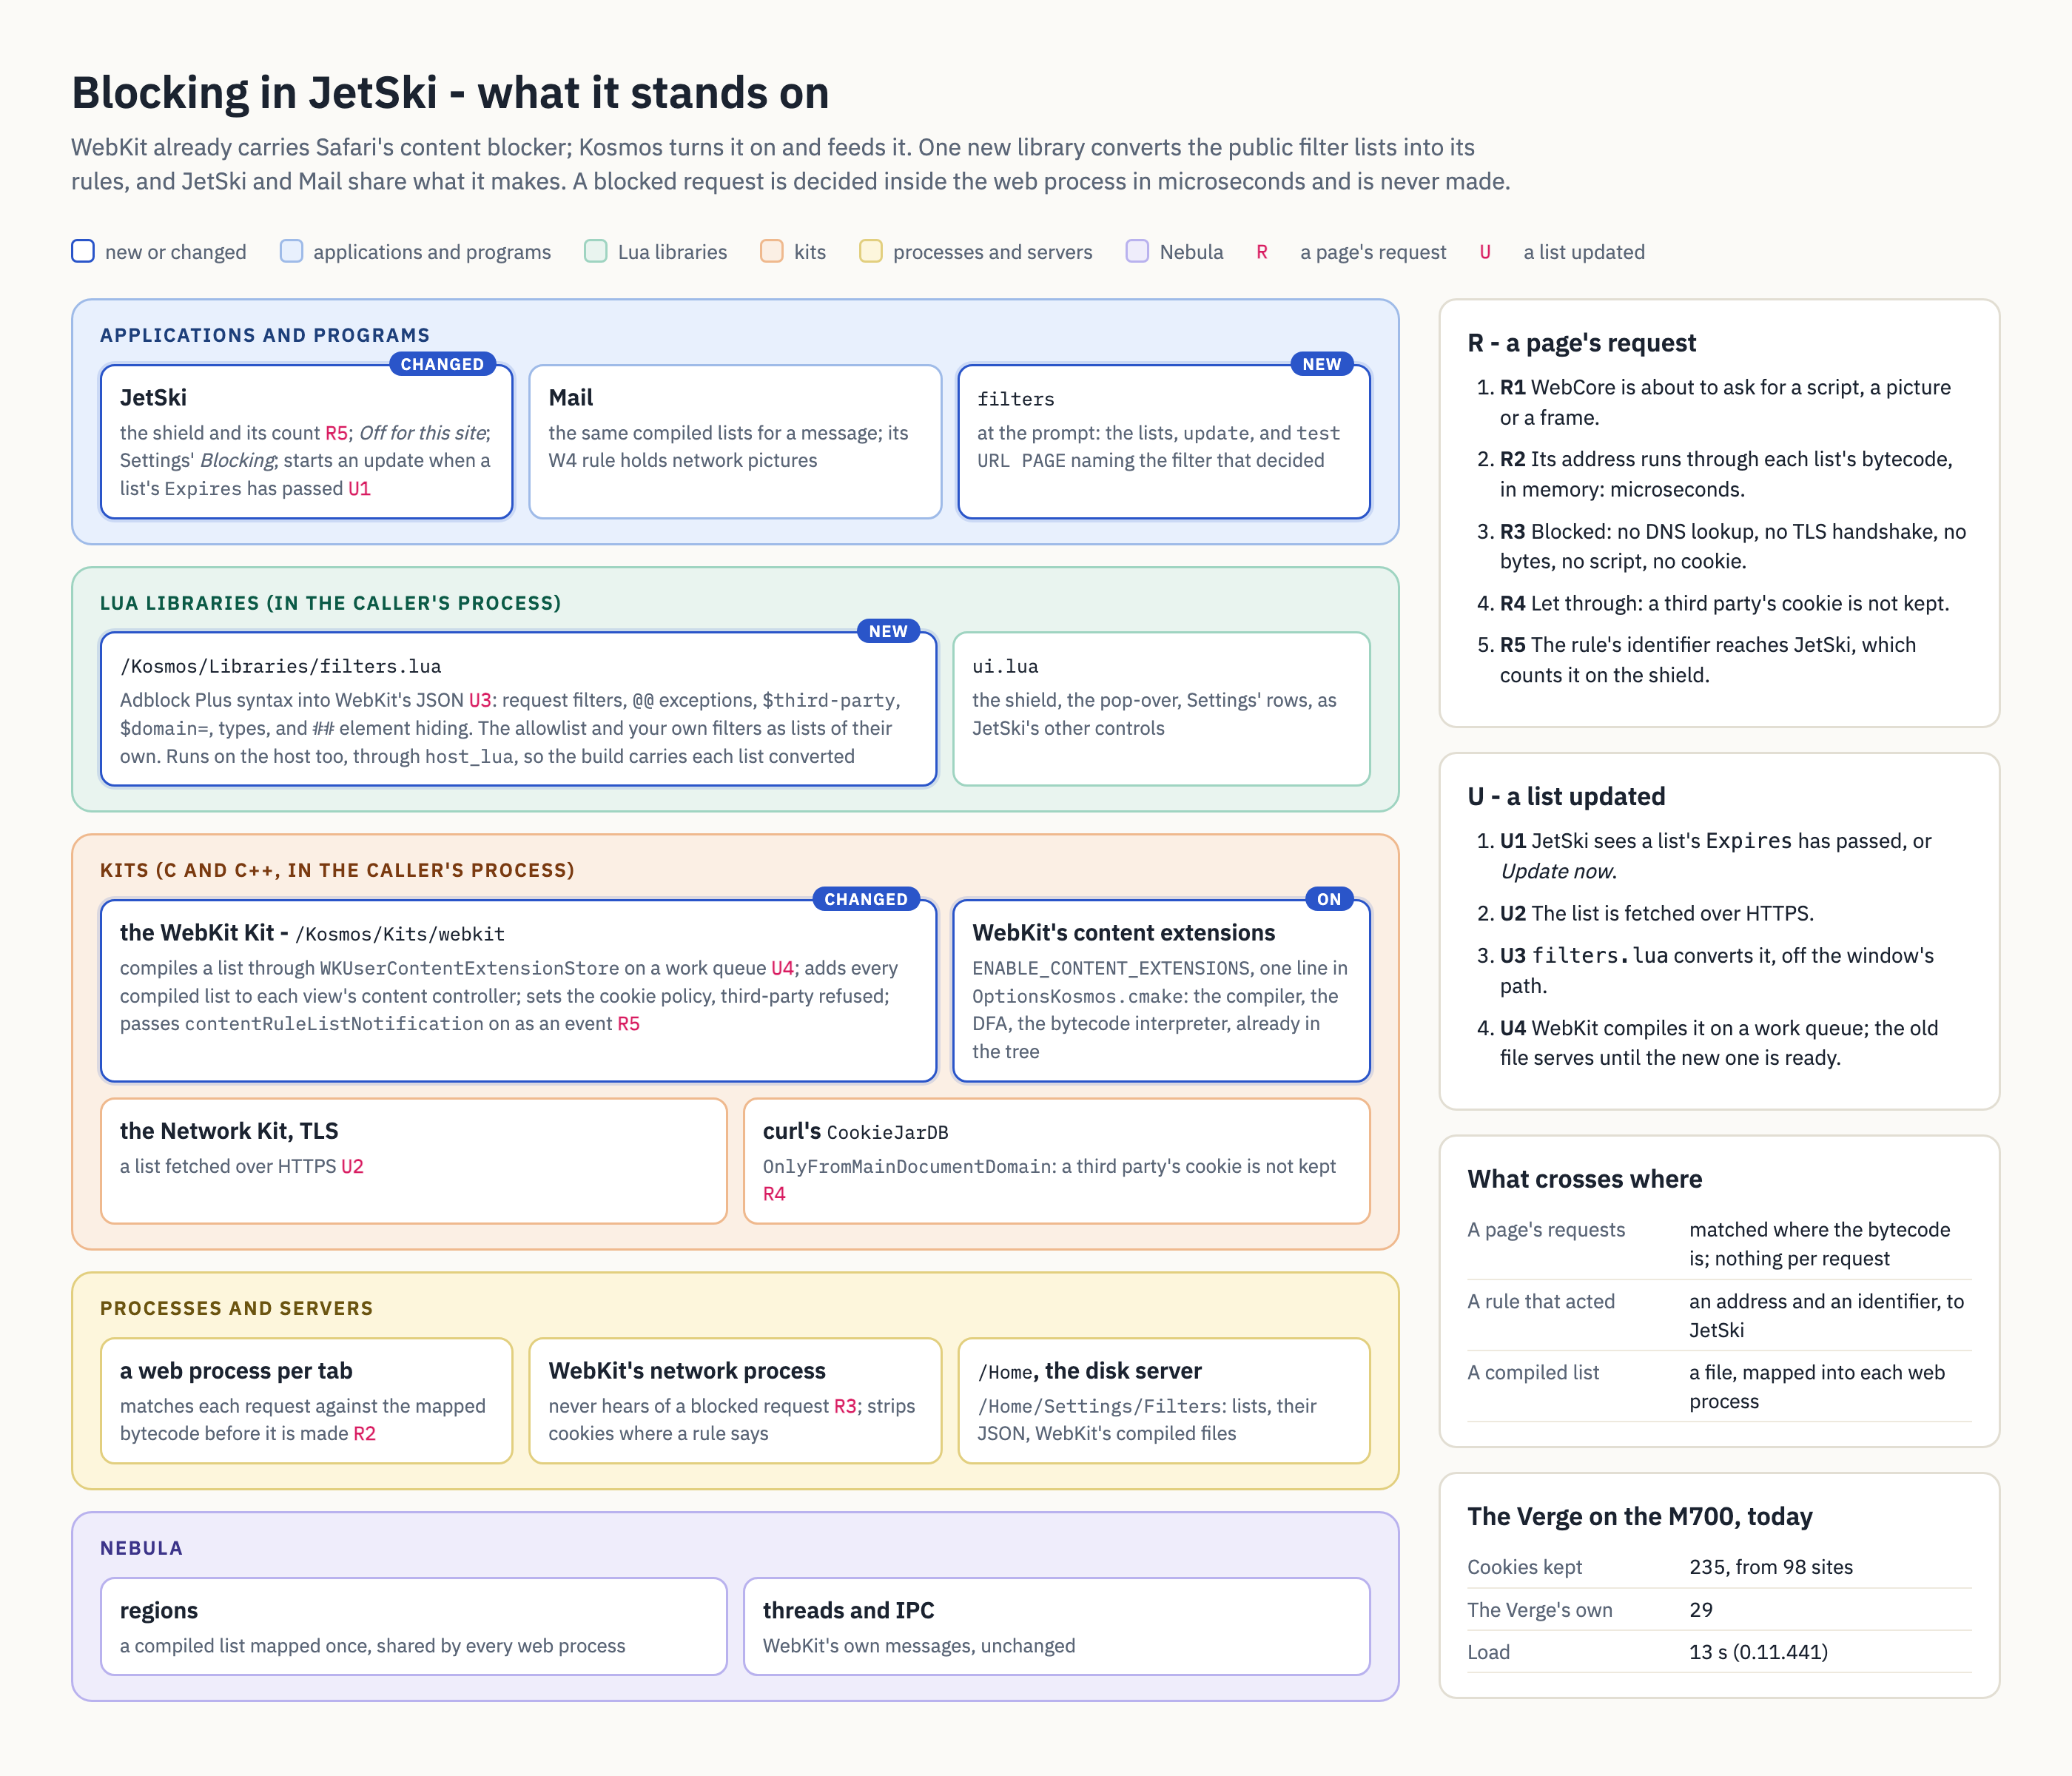 Blocking in JetSki - what it stands on
WebKit already carries Safari's content blocker; Kosmos turns it on and feeds it. One new library converts the public filter lists into its
rules, and JetSki and Mail share what it makes. A blocked request is decided inside the web process in microseconds and is never made.
new or changed applications and programs Lua libraries kits processes and servers Nebula R a page's request U a list updated
APPLICATIONS AND PROGRAMS
CHANGED
JetSki
the shield and its count R5; Off for this site;
Settings' Blocking; starts an update when a
list's Expires has passed U1
Mail
the same compiled lists for a message; its
W4 rule holds network pictures
NEW
filters
at the prompt: the lists, update, and test
URL PAGE naming the filter that decided
LUA LIBRARIES (IN THE CALLER'S PROCESS)
NEW
/Kosmos/Libraries/filters.lua
Adblock Plus syntax into WebKit's JSON U3: request filters, @@ exceptions, $third-party,
$domain=, types, and ## element hiding. The allowlist and your own filters as lists of their
own. Runs on the host too, through host_lua, so the build carries each list converted
ui.lua
the shield, the pop-over, Settings' rows, as
JetSki's other controls
KITS (C AND C++, IN THE CALLER'S PROCESS)
CHANGED
the WebKit Kit - /Kosmos/Kits/webkit
compiles a list through WKUserContentExtensionStore on a work queue U4; adds every
compiled list to each view's content controller; sets the cookie policy, third-party refused;
passes contentRuleListNotification on as an event R5
ON
WebKit's content extensions
ENABLE_CONTENT_EXTENSIONS, one line in
OptionsKosmos.cmake: the compiler, the
DFA, the bytecode interpreter, already in
the tree
the Network Kit, TLS
a list fetched over HTTPS U2
curl's CookieJarDB
OnlyFromMainDocumentDomain: a third party's cookie is not kept
R4
PROCESSES AND SERVERS
a web process per tab
matches each request against the mapped
bytecode before it is made R2
WebKit's network process
never hears of a blocked request R3; strips
cookies where a rule says
/Home, the disk server
/Home/Settings/Filters: lists, their
JSON, WebKit's compiled files
NEBULA
regions
a compiled list mapped once, shared by every web process
threads and IPC
WebKit's own messages, unchanged
R - a page's request
1. R1 WebCore is about to ask for a script, a picture
or a frame.
2. R2 Its address runs through each list's bytecode,
in memory: microseconds.
3. R3 Blocked: no DNS lookup, no TLS handshake, no
bytes, no script, no cookie.
4. R4 Let through: a third party's cookie is not kept.
5. R5 The rule's identifier reaches JetSki, which
counts it on the shield.
U - a list updated
1. U1 JetSki sees a list's Expires has passed, or
Update now.
2. U2 The list is fetched over HTTPS.
3. U3 filters.lua converts it, off the window's
path.
4. U4 WebKit compiles it on a work queue; the old
file serves until the new one is ready.
What crosses where
A page's requests matched where the bytecode
is; nothing per request
A rule that acted an address and an identifier, to
JetSki
A compiled list a file, mapped into each web
process
The Verge on the M700, today
Cookies kept 235, from 98 sites
The Verge's own 29
Load 13 s (0.11.441)